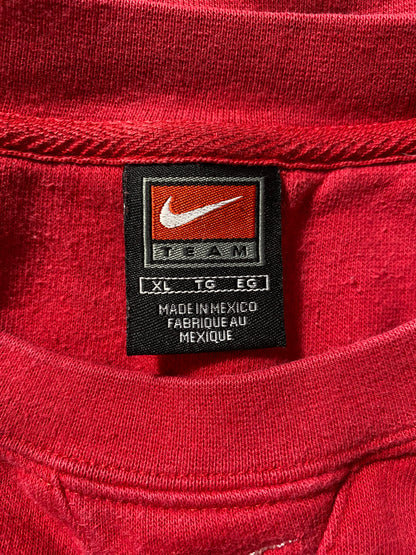 TEAM
XL TG EG
MADE IN MEXICO
FABRIQUE AU
MEXIQUE